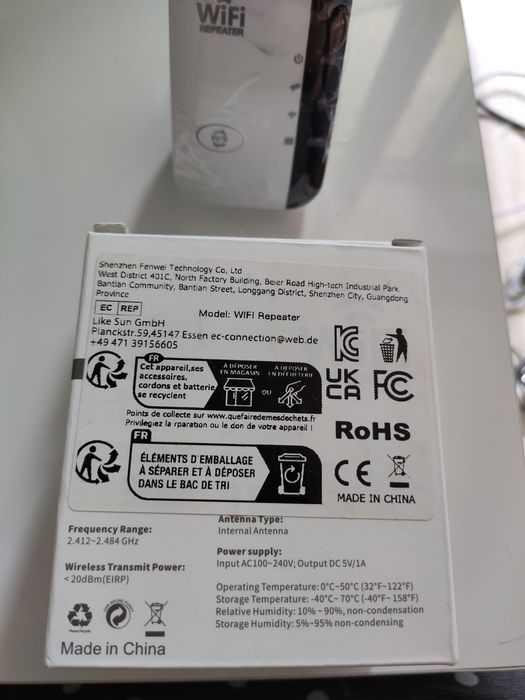 WiFi
REPEATER
Shenzhen Fenwei Technology Co, Ltd
West District 401C, North Factory Building, Beier Road High-tech Industrial Park.
Bantian Community, Bantian Street, Longgang District, Shenzhen City, Guangdong
Province
EC REP
Model: WIFI Repeater
Like Sun GmbH
Planckstr.59,45147 Essen ec-connection@web.de
+49 471 39156605
FR
Cet appareil,ses
accessoires,
cordons et batterie
se recyclent
À DÉPOSER
EN MAGASIN
OU
À DÉPOSER
EN DÉCHÈTERIE
Points de collecte sur www.quefairedemesdechets.fr
Privilegiez la rparation ou le don de votre appareil !
FR
ÉLÉMENTS D'EMBALLAGE
À SÉPARER ET À DÉPOSER
DANS LE BAC DE TRI
UK
CA
FC
RoHS
CE
MADE IN CHINA
Frequency Range:
2.412~2.484 GHz
Wireless Transmit Power:
< 20dBm(EIRP)
Antenna Type:
Internal Antenna
Power supply:
Input AC100~240V; Output DC 5V/1A
Operating Temperature: 0°C~50°C (32°F~122°F)
Storage Temperature: -40°C~ 70°C (-40°F~ 158°F)
Relative Humidity: 10% ~ 90%, non-condensation
Storage Humidity: 5%~95% non-condensing
Please Recycle
Made in China